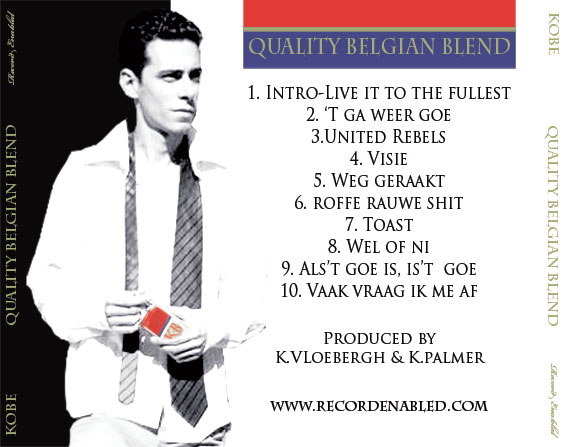 Record, Enabled
QUALITY BELGIAN BLEND
KOBE
QUALITY BELGIAN BLEND
1. INTRO-LIVE IT TO THE FULLEST
2. ‘T GA WEER GOE
3.UNITED REBELS
4. VISIE
5. WEG GERAAKT
6. ROFFE RAUWE SHIT
7. TOAST
8. WEL OF NI
9. ALS’T GOE IS, IS’T GOE
10. VAAK VRAAG IK ME AF
PRODUCED BY
K.VLOEBERGH & K.PALMER
WWW.RECORDENABLED.COM
KOBE
QUALITY BELGIAN BLEND
Record, Enabled